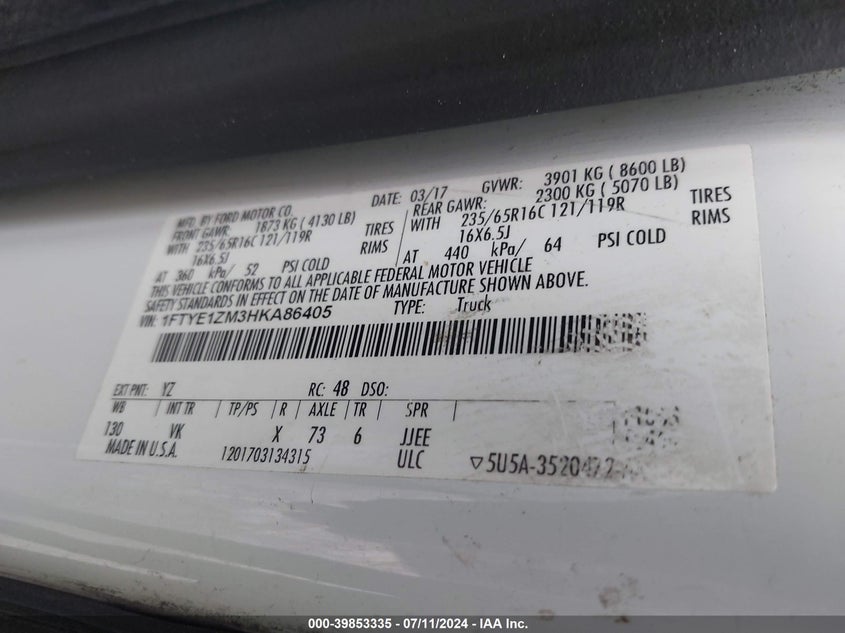 MFD. BY FORD MOTOR CO. DATE: 03/17 GVWR: 3901 KG ( 8600 LB)
FRONT GAWR: 1873 KG ( 4130 LB) REAR GAWR: 2300 KG ( 5070 LB)
WITH 235/65R16C 121/119R TIRES WITH 235/65R16C 121/119R TIRES
16X6.5J RIMS 16X6.5J RIMS
AT 360 kPa/ 52 PSI COLD AT 440 kPa/ 64 PSI COLD
THIS VEHICLE CONFORMS TO ALL APPLICABLE FEDERAL MOTOR VEHICLE
SAFETY STANDARDS IN EFFECT ON THE DATE OF MANUFACTURE SHOWN ABOVE.
VIN: 1FTYE1ZM3HKA86405 TYPE: Truck
EXT PNT: YZ RC: 48 DSO:
WB INT TR TP/PS R AXLE TR SPR
130 VK X 73 6 JJEE
MADE IN U.S.A. 1201703134315 ULC ▽5U5A-3520472-
000-39853335 - 07/11/2024 - IAA Inc.